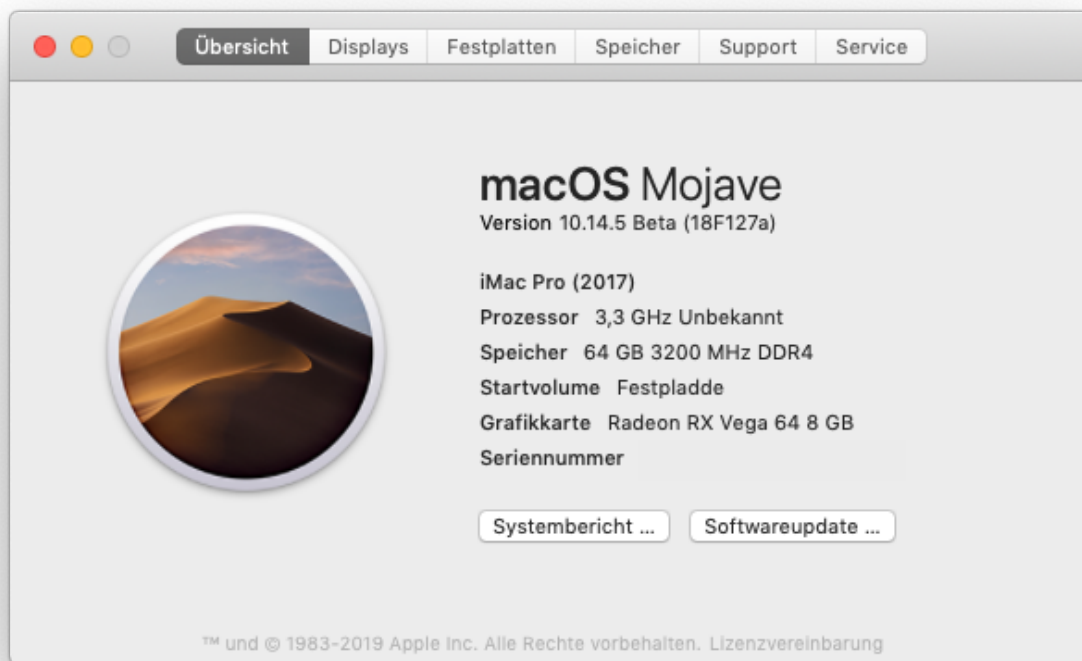 Übersicht Displays Festplatten Speicher Support Service
macOS Mojave
Version 10.14.5 Beta (18F127a)
iMac Pro (2017)
Prozessor 3,3 GHz Unbekannt
Speicher 64 GB 3200 MHz DDR4
Startvolume Festpladde
Grafikkarte Radeon RX Vega 64 8 GB
Seriennummer
Systembericht ... Softwareupdate ...
™ und © 1983-2019 Apple Inc. Alle Rechte vorbehalten. Lizenzvereinbarung